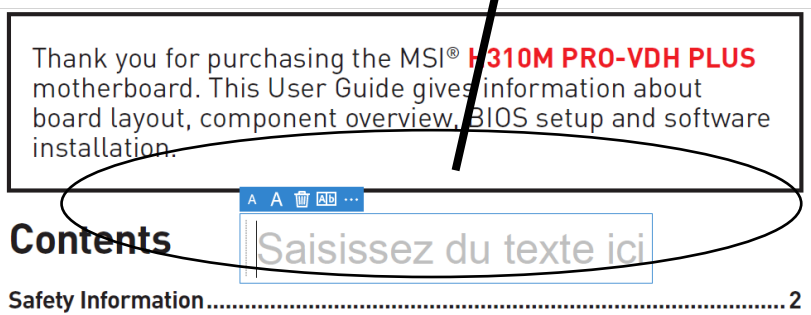 Thank you for purchasing the MSI® H310M PRO-VDH PLUS
motherboard. This User Guide gives information about
board layout, component overview, BIOS setup and software
installation.
A A Ab ...
Contents
Saisissez du texte ici
Safety Information........................................................................................ 2